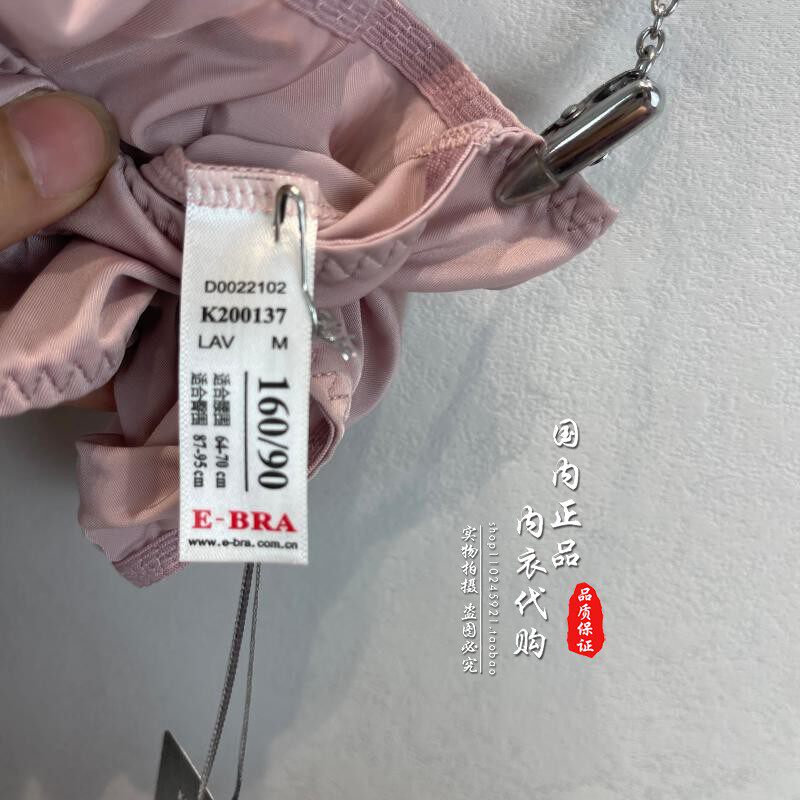 D0022102
K200137
LAV M
160/90
适合腰围 64-70 cm
适合臀围 87-95 cm
E-BRA
www.e-bra.com.cn
国内正品
内衣代购
shop110245921.taobao
实物拍摄 盗图必究
品质保证